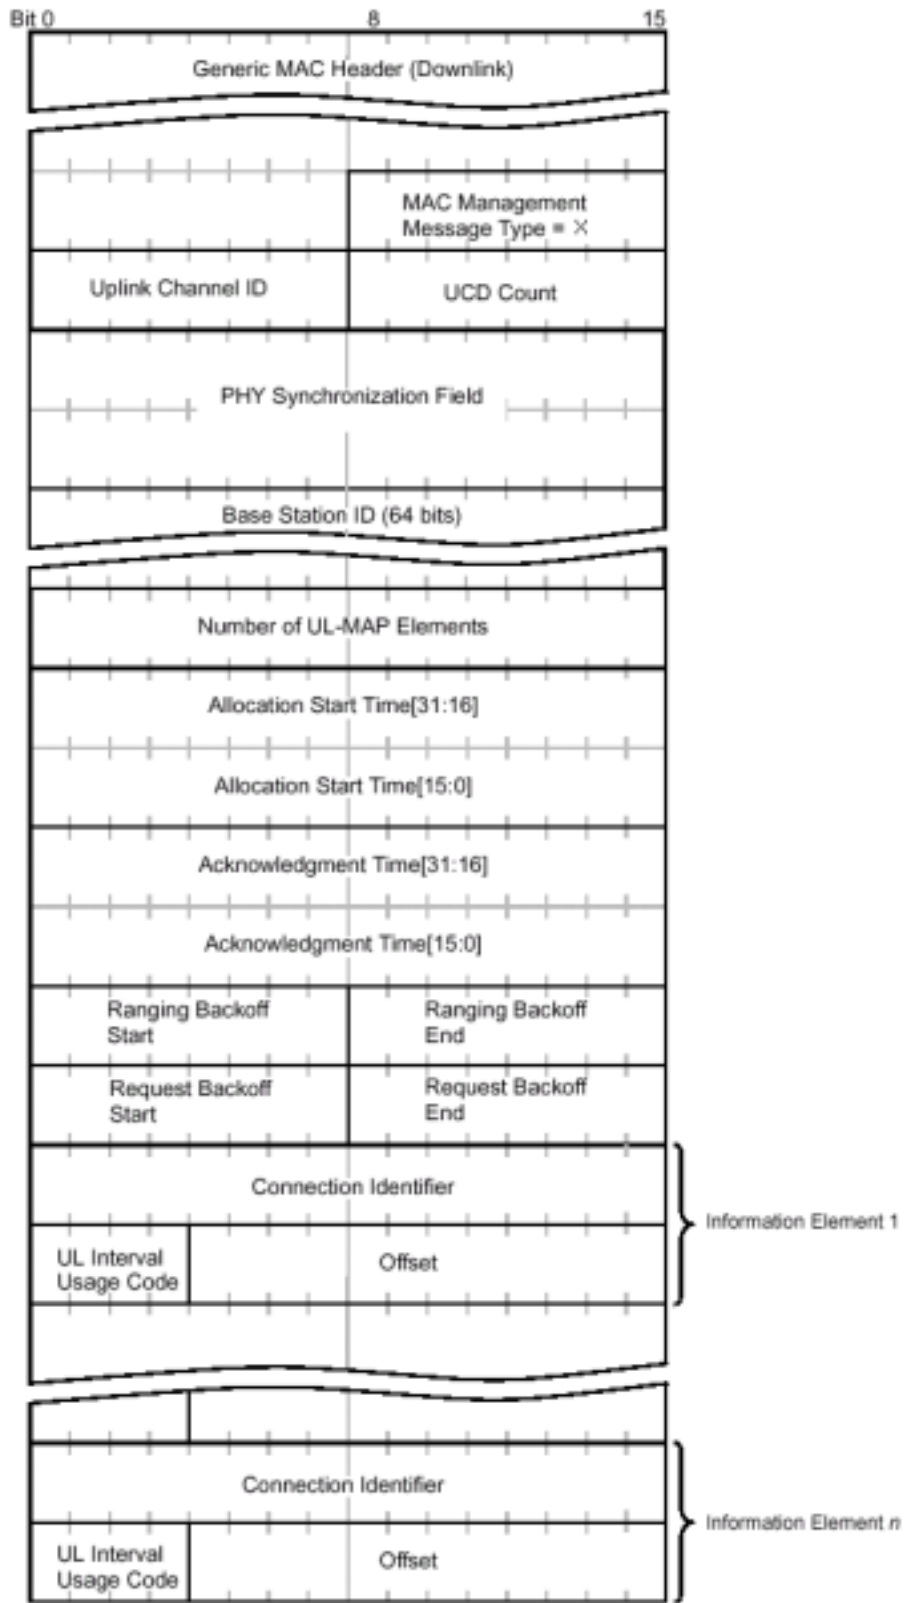 Bit 0 8 15
Generic MAC Header (Downlink)
MAC Management
Message Type = X
Uplink Channel ID
UCD Count
PHY Synchronization Field
Base Station ID (64 bits)
Number of UL-MAP Elements
Allocation Start Time[31:16]
Allocation Start Time[15:0]
Acknowledgment Time[31:16]
Acknowledgment Time[15:0]
Ranging Backoff
Start
Ranging Backoff
End
Request Backoff
Start
Request Backoff
End
Connection Identifier
Information Element 1
UL Interval
Usage Code
Offset
Connection Identifier
Information Element n
UL Interval
Usage Code
Offset